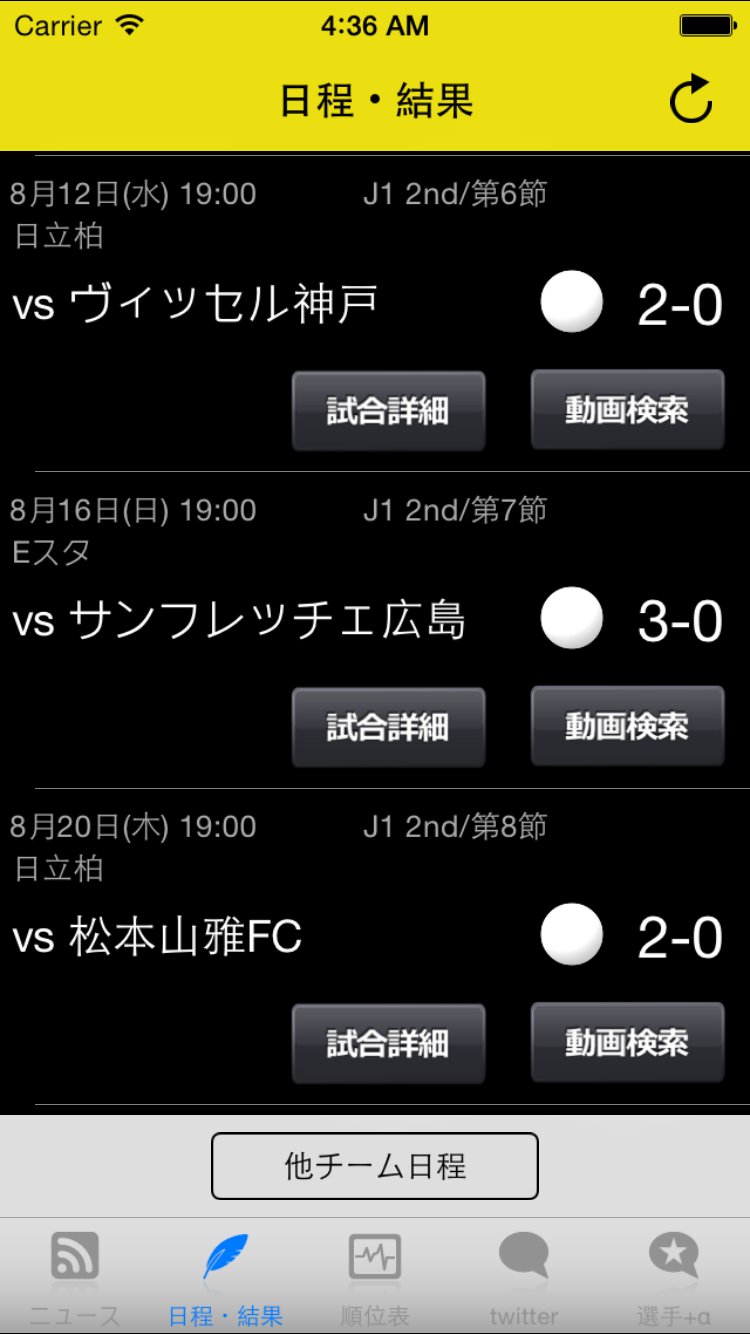 Carrier 4:36 AM
日程・結果
8月12日(水) 19:00 J1 2nd/第6節
日立柏
vs ヴィッセル神戸 2-0
試合詳細 動画検索
8月16日(日) 19:00 J1 2nd/第7節
Eスタ
vs サンフレッチェ広島 3-0
試合詳細 動画検索
8月20日(木) 19:00 J1 2nd/第8節
日立柏
vs 松本山雅FC 2-0
試合詳細 動画検索
他チーム日程
ニュース 日程・結果 順位表 twitter 選手+α